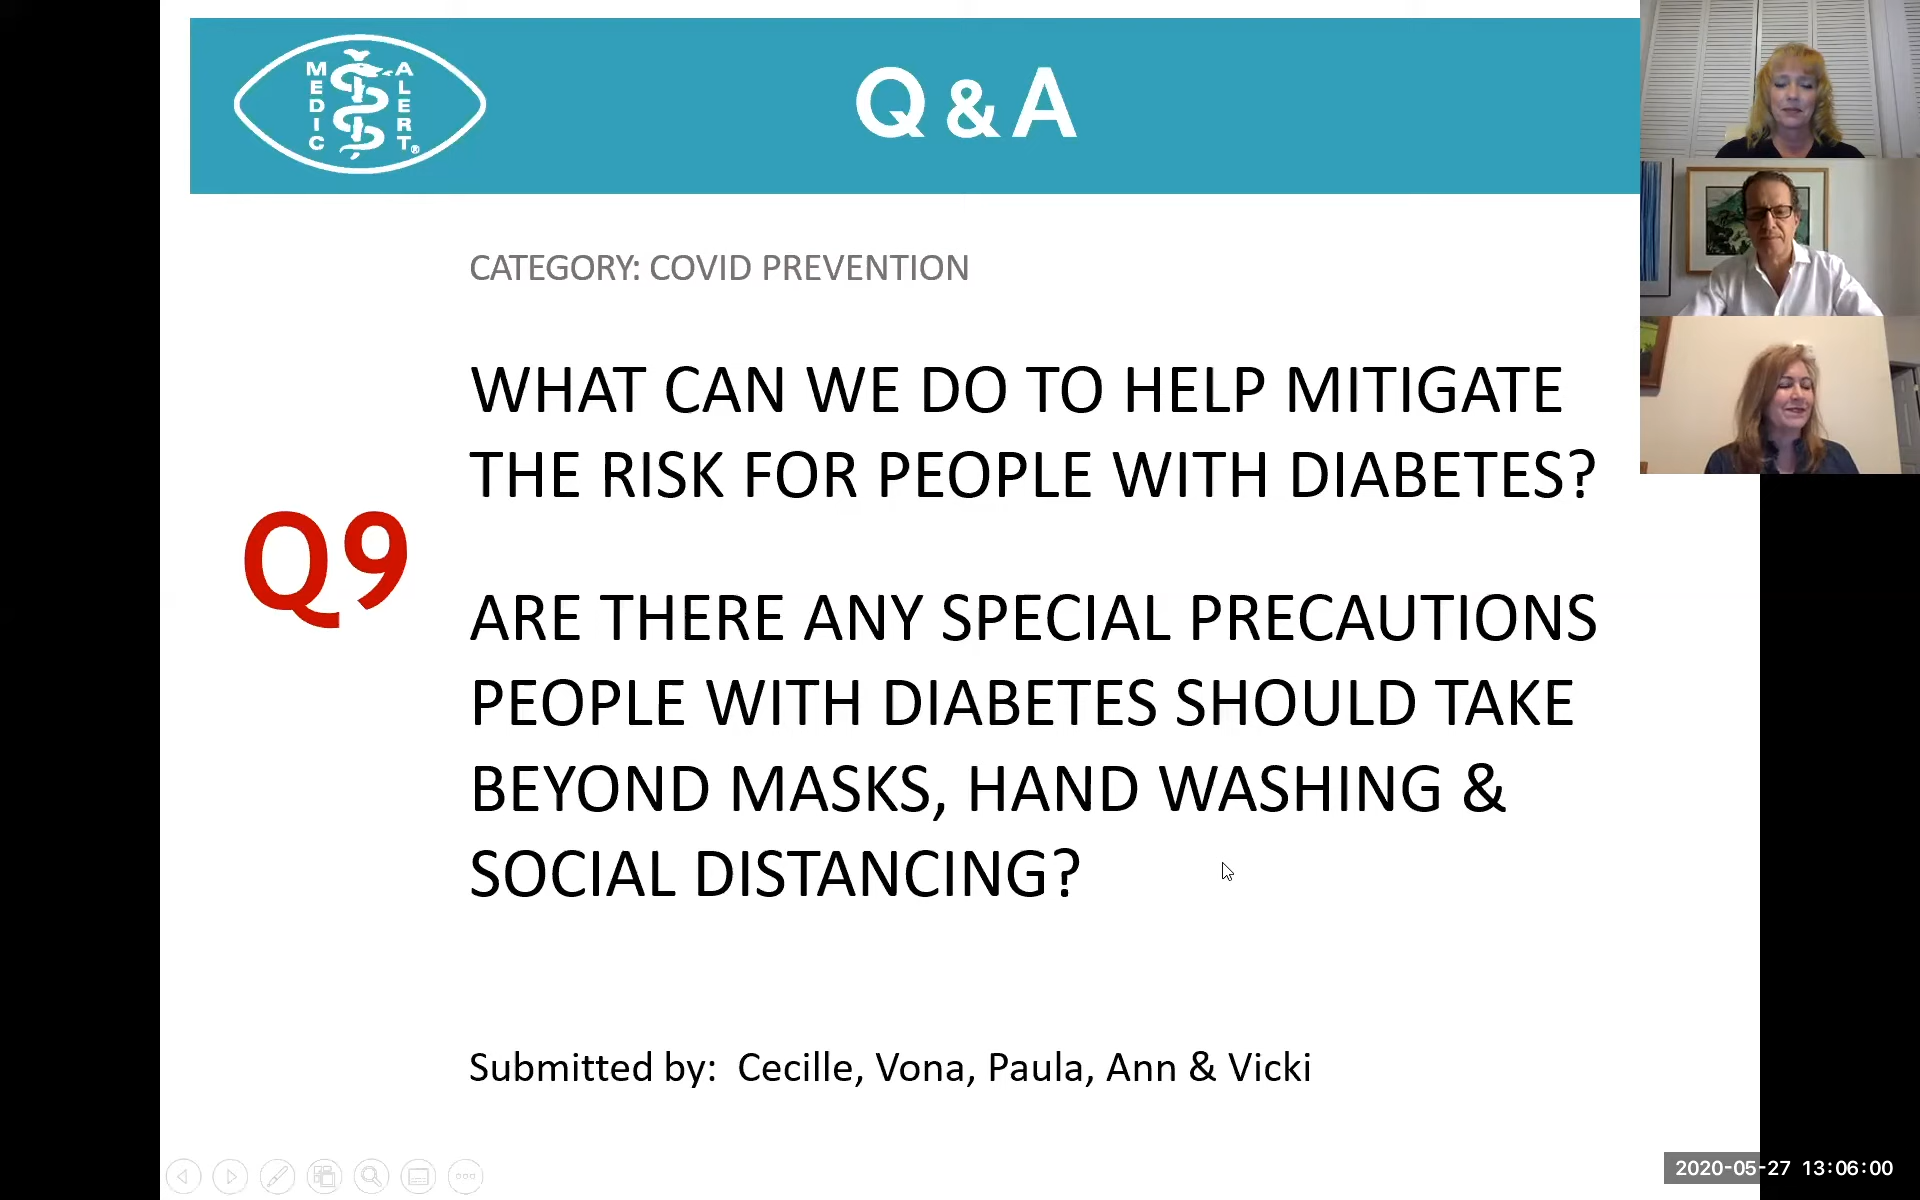 MEDIC ALERT®
Q & A
CATEGORY: COVID PREVENTION
WHAT CAN WE DO TO HELP MITIGATE
THE RISK FOR PEOPLE WITH DIABETES?
Q9
ARE THERE ANY SPECIAL PRECAUTIONS
PEOPLE WITH DIABETES SHOULD TAKE
BEYOND MASKS, HAND WASHING &
SOCIAL DISTANCING?
Submitted by: Cecille, Vona, Paula, Ann & Vicki
2020-05-27 13:06:00